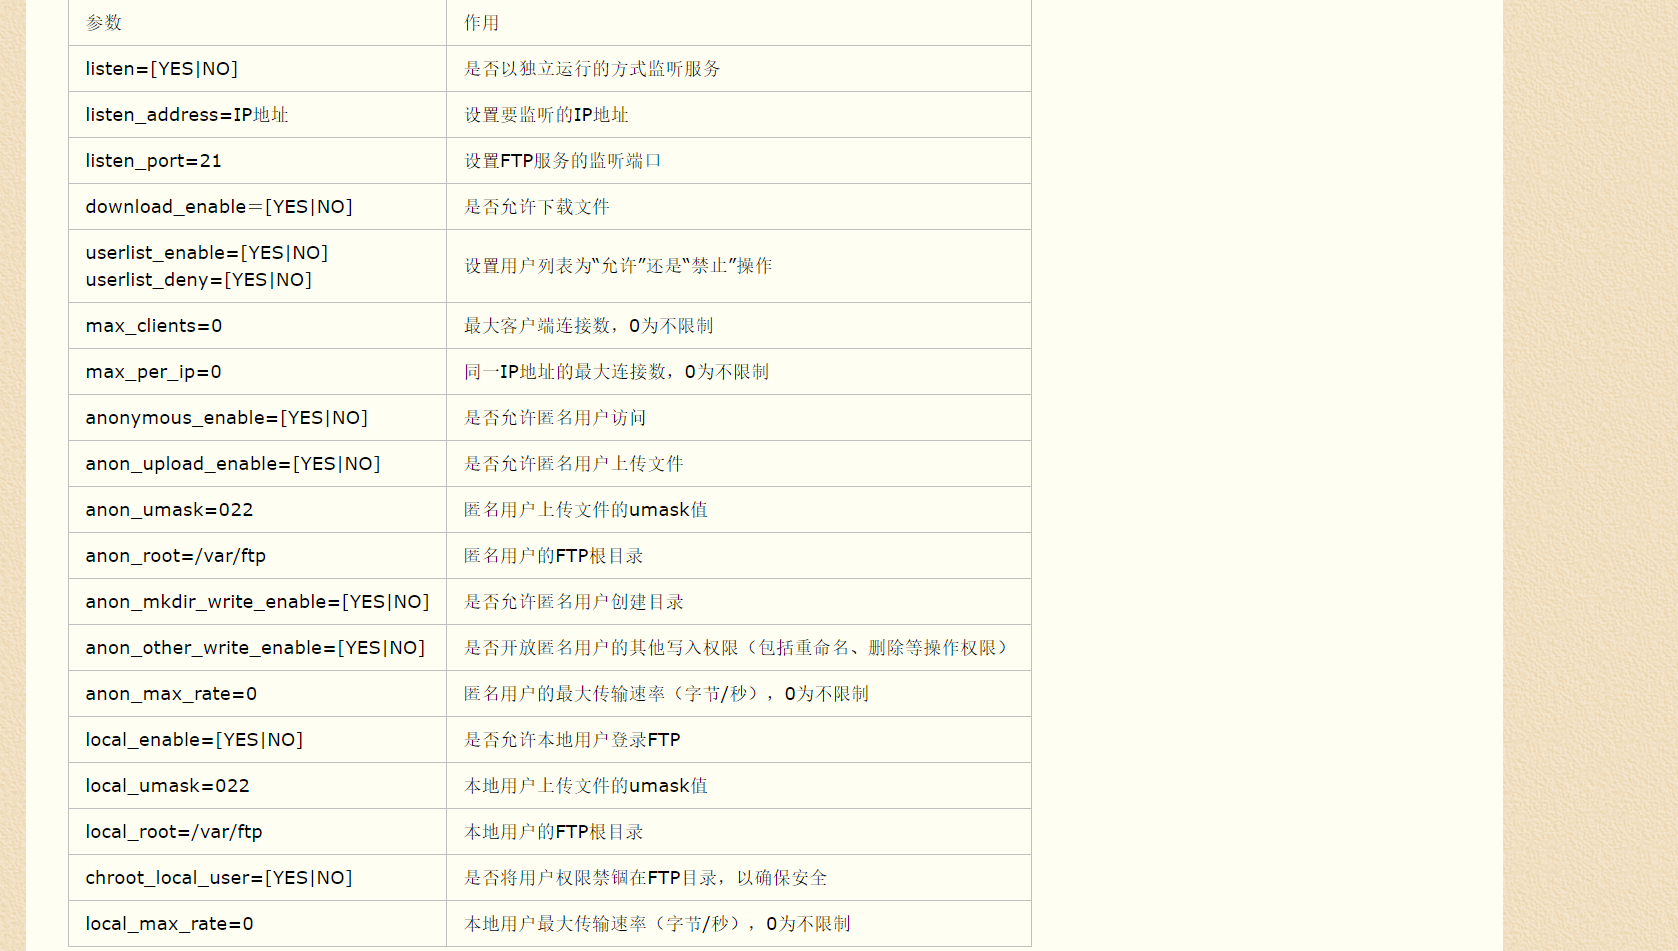 参数
作用
listen=[YES|NO]
是否以独立运行的方式监听服务
listen_address=IP地址
设置要监听的IP地址
listen_port=21
设置FTP服务的监听端口
download_enable＝[YES|NO]
是否允许下载文件
userlist_enable=[YES|NO]
userlist_deny=[YES|NO]
设置用户列表为“允许”还是“禁止”操作
max_clients=0
最大客户端连接数，0为不限制
max_per_ip=0
同一IP地址的最大连接数，0为不限制
anonymous_enable=[YES|NO]
是否允许匿名用户访问
anon_upload_enable=[YES|NO]
是否允许匿名用户上传文件
anon_umask=022
匿名用户上传文件的umask值
anon_root=/var/ftp
匿名用户的FTP根目录
anon_mkdir_write_enable=[YES|NO]
是否允许匿名用户创建目录
anon_other_write_enable=[YES|NO]
是否开放匿名用户的其他写入权限（包括重命名、删除等操作权限）
anon_max_rate=0
匿名用户的最大传输速率（字节/秒），0为不限制
local_enable=[YES|NO]
是否允许本地用户登录FTP
local_umask=022
本地用户上传文件的umask值
local_root=/var/ftp
本地用户的FTP根目录
chroot_local_user=[YES|NO]
是否将用户权限禁锢在FTP目录，以确保安全
local_max_rate=0
本地用户最大传输速率（字节/秒），0为不限制